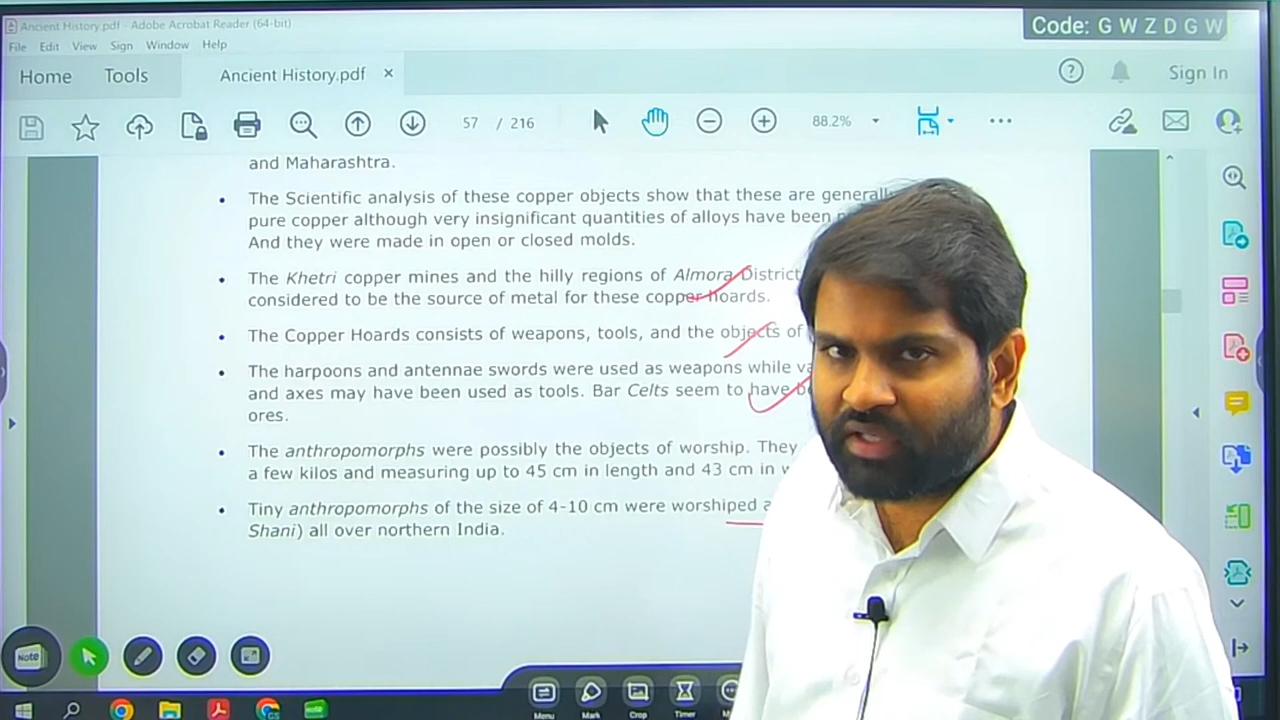 Ancient History.pdf - Adobe Acrobat Reader (64-bit)
Code: G W Z D G W
File Edit View Sign Window Help
Home Tools Ancient History.pdf × Sign In
57 / 216 88.2%
and Maharashtra.
• The Scientific analysis of these copper objects show that these are generally
pure copper although very insignificant quantities of alloys have been
And they were made in open or closed molds.
• The Khetri copper mines and the hilly regions of Almora District
considered to be the source of metal for these copper hoards.
• The Copper Hoards consists of weapons, tools, and the objects of
• The harpoons and antennae swords were used as weapons while
and axes may have been used as tools. Bar Celts seem to have
ores.
• The anthropomorphs were possibly the objects of worship. They
a few kilos and measuring up to 45 cm in length and 43 cm in
• Tiny anthropomorphs of the size of 4-10 cm were worshiped
Shani) all over northern India.
Note
Menu Mark Crop Timer